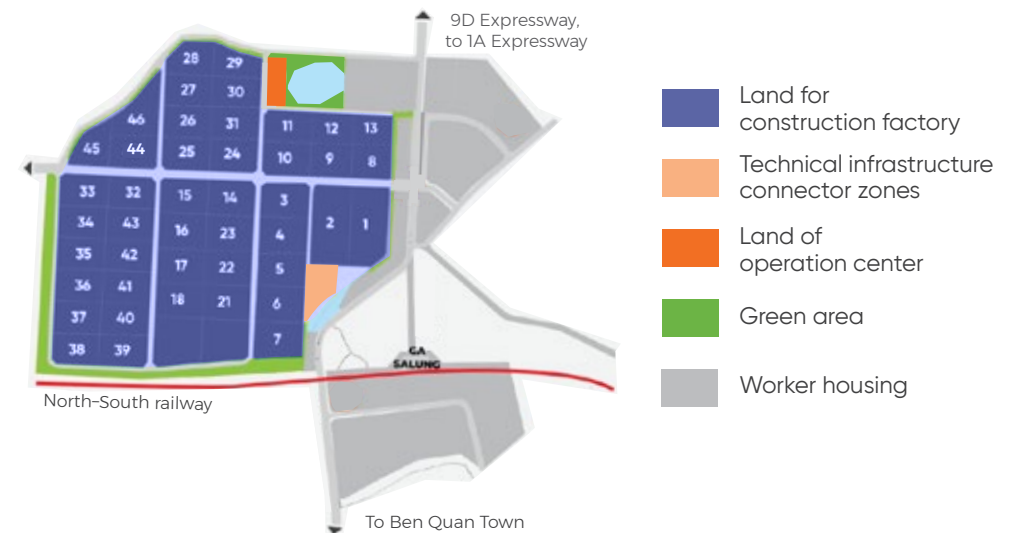 9D Expressway,
to 1A Expressway
28 29
27 30
46 26 31 11 12 13
45 44 25 24 10 9 8
33 32 15 14 3
34 43 16 23 4 2 1
35 42 17 22 5
36 41 18 21 6
37 40
38 39 7
GA
SALUNG
North-South railway
To Ben Quan Town
Land for
construction factory
Technical infrastructure
connector zones
Land of
operation center
Green area
Worker housing